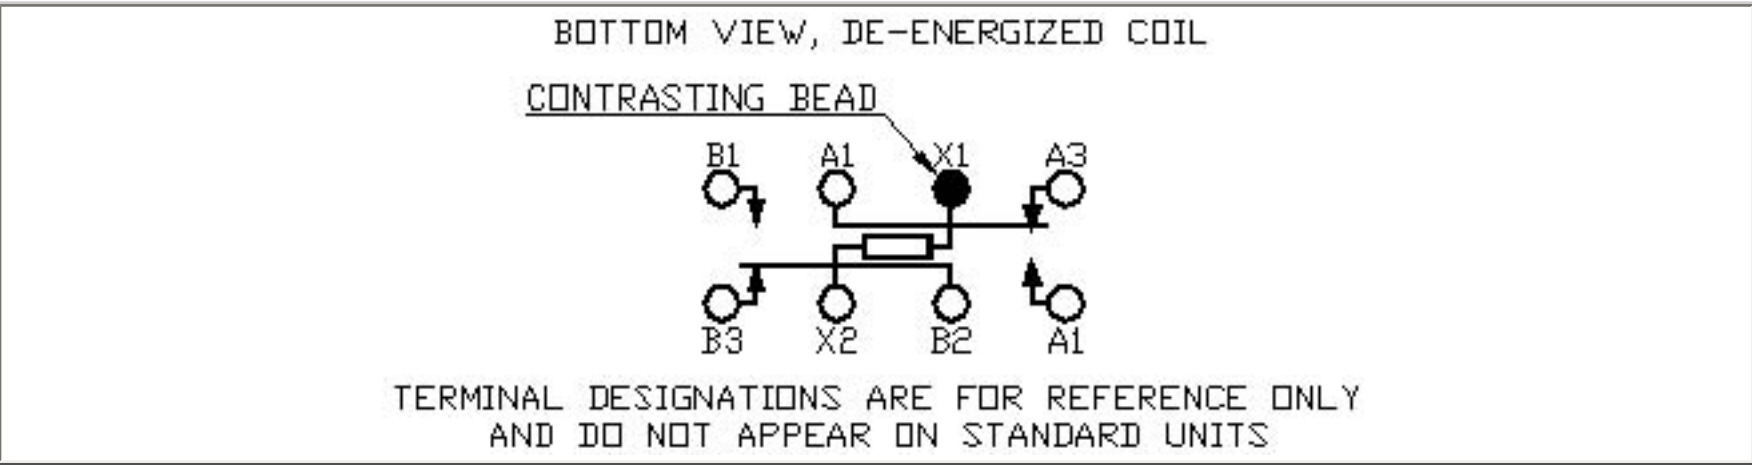 BOTTOM VIEW, DE-ENERGIZED COIL
CONTRASTING BEAD
B1 A1 X1 A3
B3 X2 B2 A1
TERMINAL DESIGNATIONS ARE FOR REFERENCE ONLY
AND DO NOT APPEAR ON STANDARD UNITS